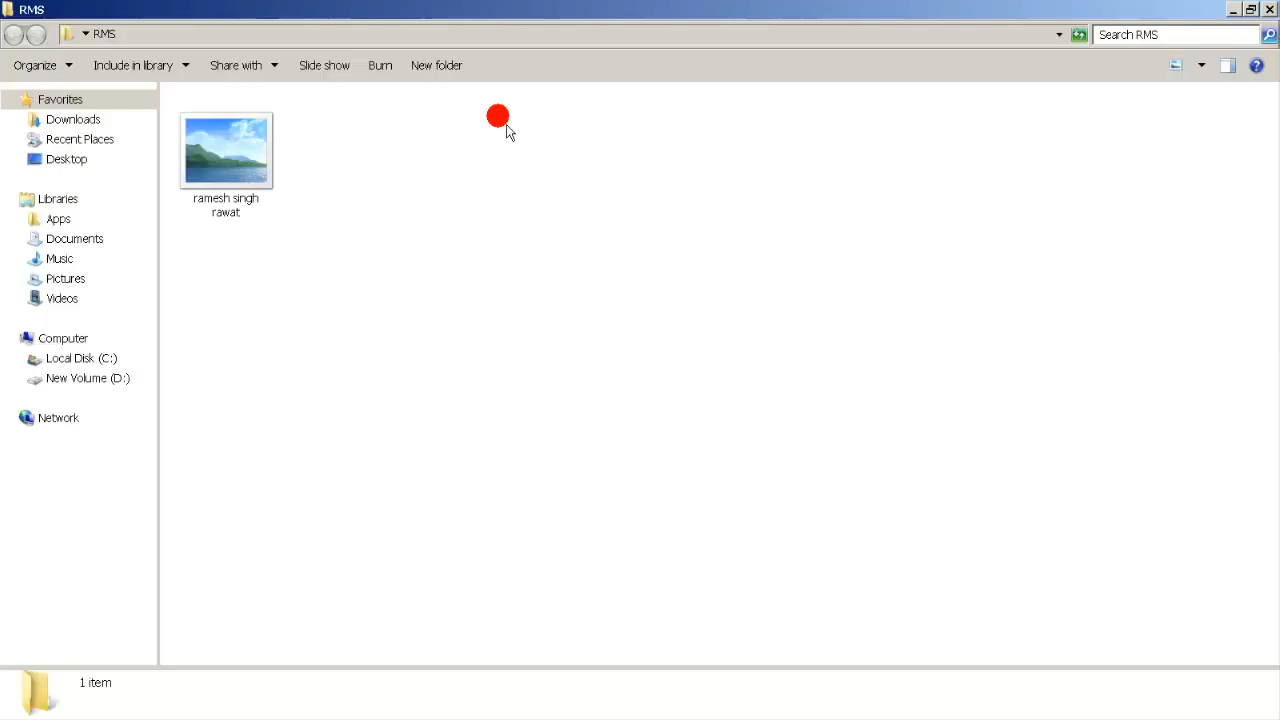 RMS
RMS
Search RMS
Organize Include in library Share with Slide show Burn New folder
Favorites
Downloads
Recent Places
Desktop
Libraries
Apps
Documents
Music
Pictures
Videos
Computer
Local Disk (C:)
New Volume (D:)
Network
ramesh singh
rawat
1 item